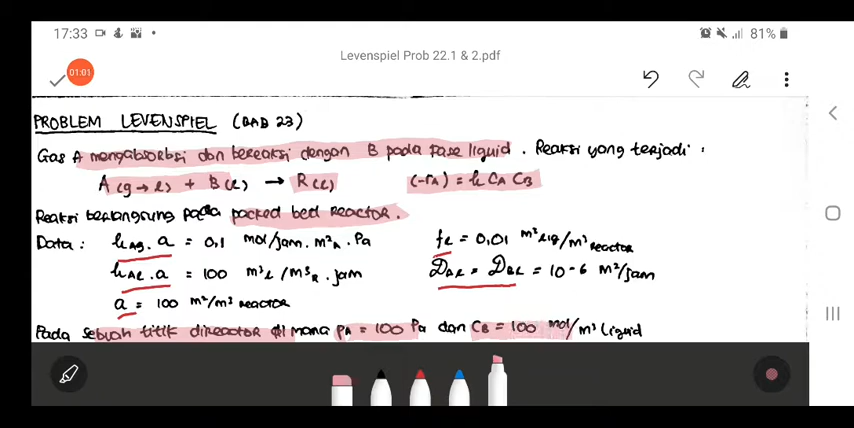 17:33
81%
Levenspiel Prob 22.1 & 2.pdf
01:01
PROBLEM LEVENSPIEL (BAB 23)
Gas A mengabsorbsi dan bereaksi dengan B pada fase liquid. Reaksi yang terjadi :
A (g → l) + B (l) → R (l) (-rA) = k CA CB
Reaksi berlangsung pada packed bed reactor.
Data : kAg. a = 0,1 mol/jam. m²A. Pa fl = 0,01 m³liq/m³reactor
kAl. a = 100 m³l/m³R. jam DAL = DBL = 10-6 m²/jam
a = 100 m²/m³ reactor
Pada sebuah titik direactor di mana PA = 100 Pa dan CB = 100 mol/m³ liquid